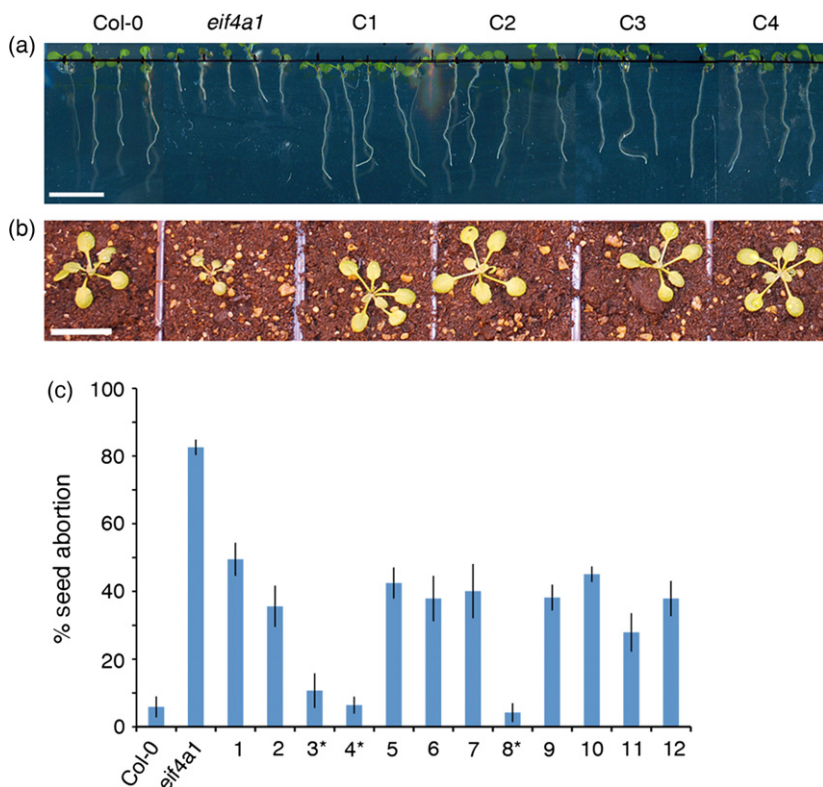 Col-0 eif4a1 C1 C2 C3 C4
(a)
(b)
(c)
100
80
60
40
20
0
% seed abortion
Col-0 eif4a1 1 2 3* 4* 5 6 7 8* 9 10 11 12